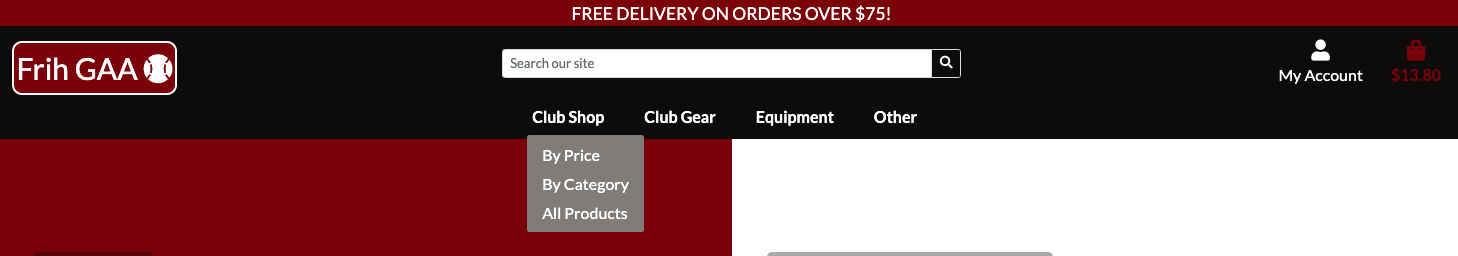 FREE DELIVERY ON ORDERS OVER $75!
Frih GAA
Search our site
My Account
$13.80
Club Shop
Club Gear
Equipment
Other
By Price
By Category
All Products